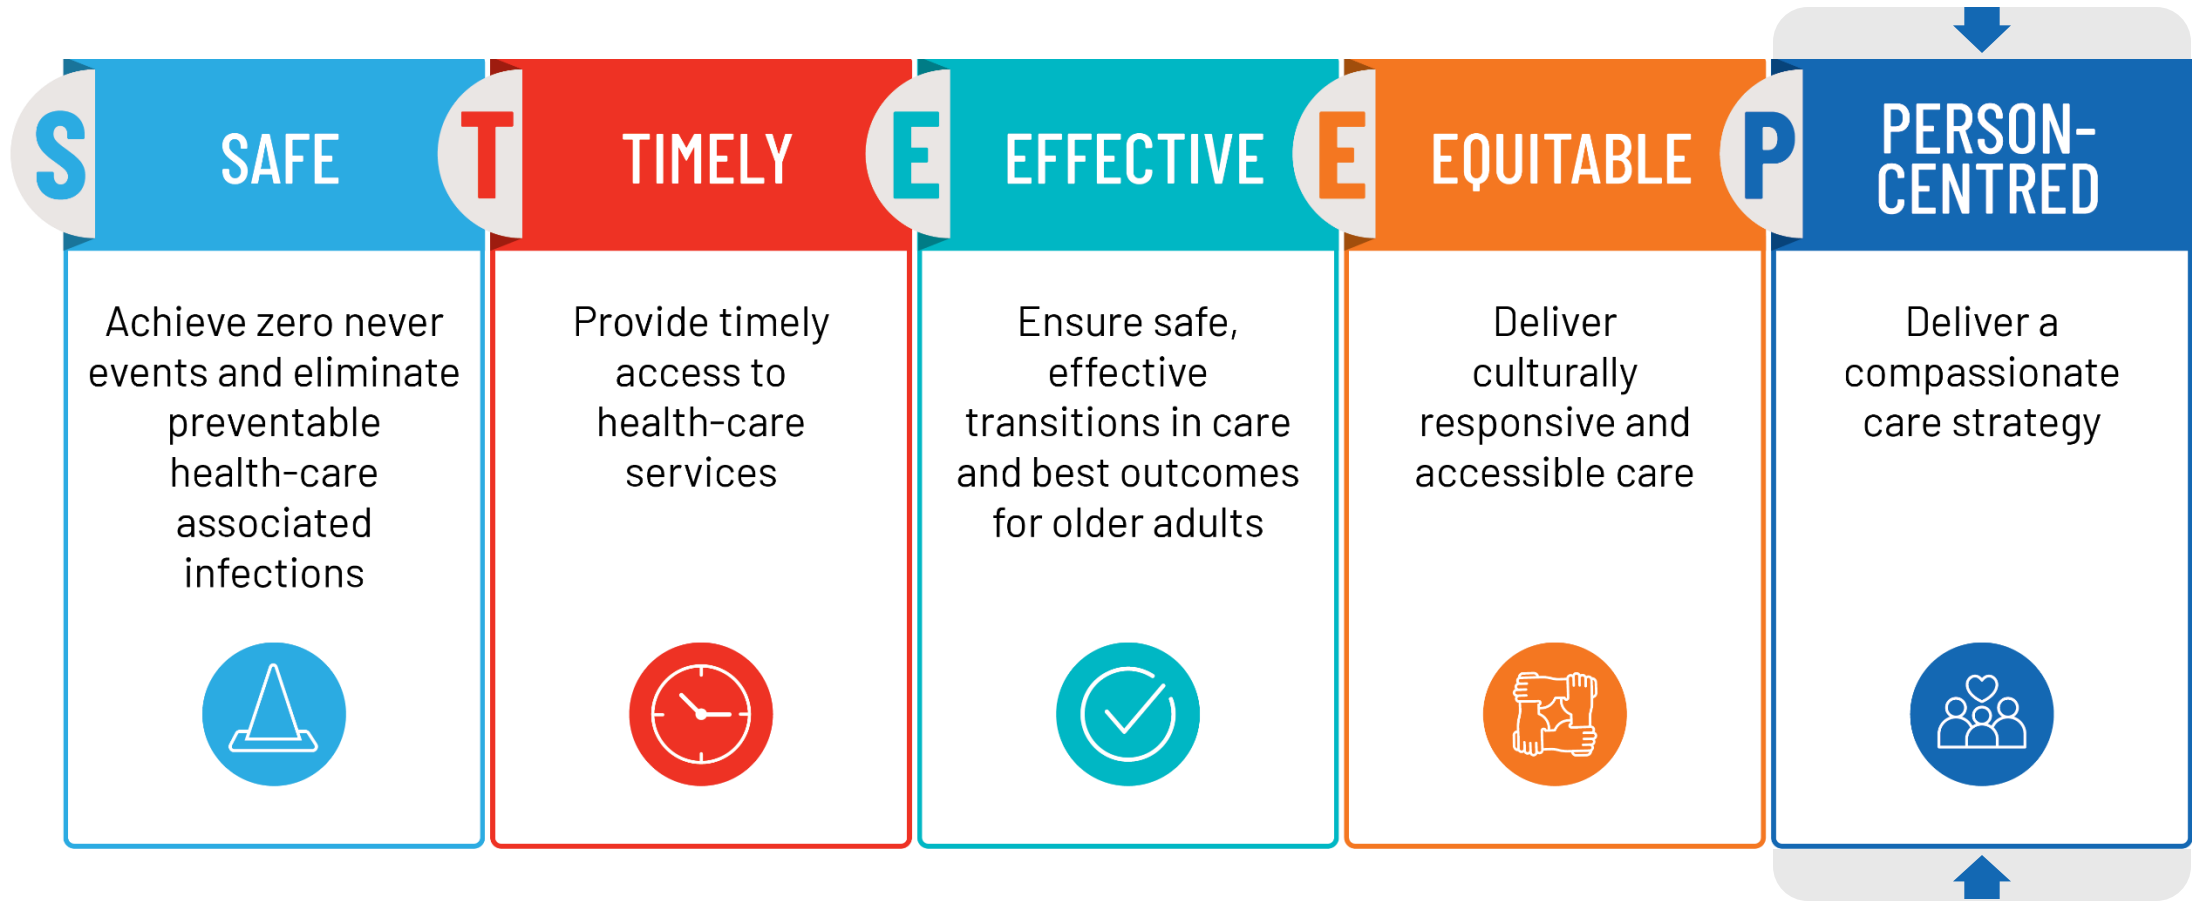 S
SAFE
Achieve zero never
events and eliminate
preventable
health-care
associated
infections
T
TIMELY
Provide timely
access to
health-care
services
E
EFFECTIVE
Ensure safe,
effective
transitions in care
and best outcomes
for older adults
E
EQUITABLE
Deliver
culturally
responsive and
accessible care
P
PERSON-
CENTRED
Deliver a
compassionate
care strategy